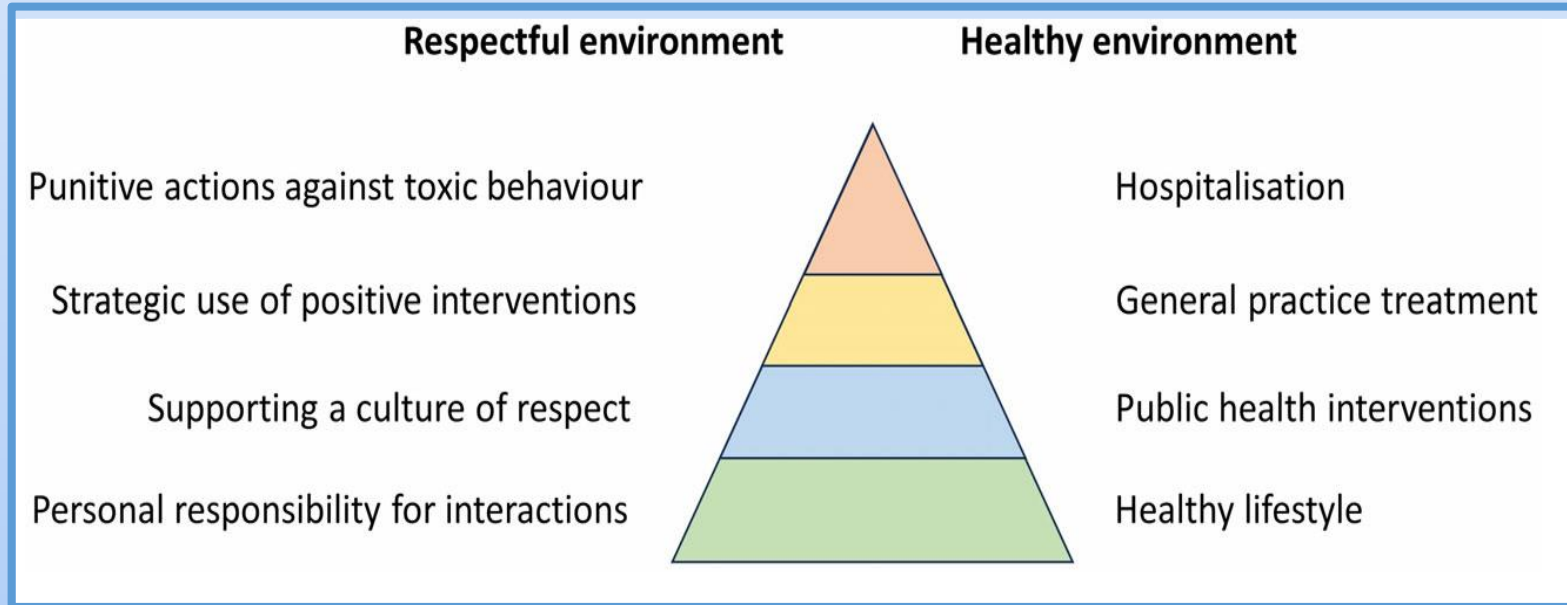 Respectful environment
Healthy environment
Punitive actions against toxic behaviour
Hospitalisation
Strategic use of positive interventions
General practice treatment
Supporting a culture of respect
Public health interventions
Personal responsibility for interactions
Healthy lifestyle